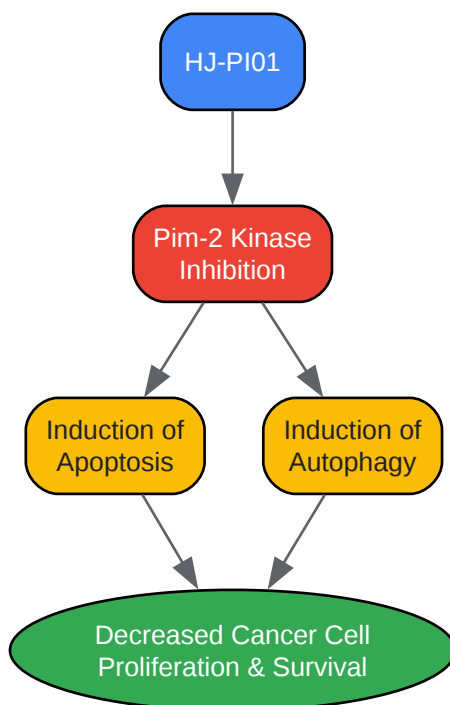 HJ-PI01
Pim-2 Kinase
Inhibition
Induction of
Apoptosis
Induction of
Autophagy
Decreased Cancer Cell
Proliferation & Survival